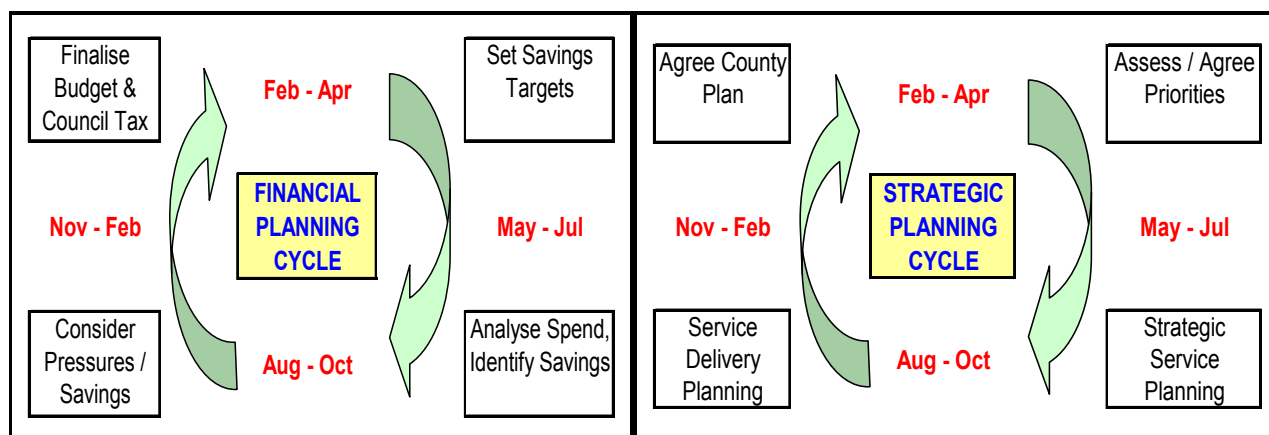 Finalise
Budget &
Council Tax
Feb - Apr
Set Savings
Targets
Nov - Feb
FINANCIAL
PLANNING
CYCLE
May - Jul
Consider
Pressures /
Savings
Aug - Oct
Analyse Spend,
Identify Savings
Agree County
Plan
Feb - Apr
Assess / Agree
Priorities
Nov - Feb
STRATEGIC
PLANNING
CYCLE
May - Jul
Service
Delivery
Planning
Aug - Oct
Strategic
Service
Planning